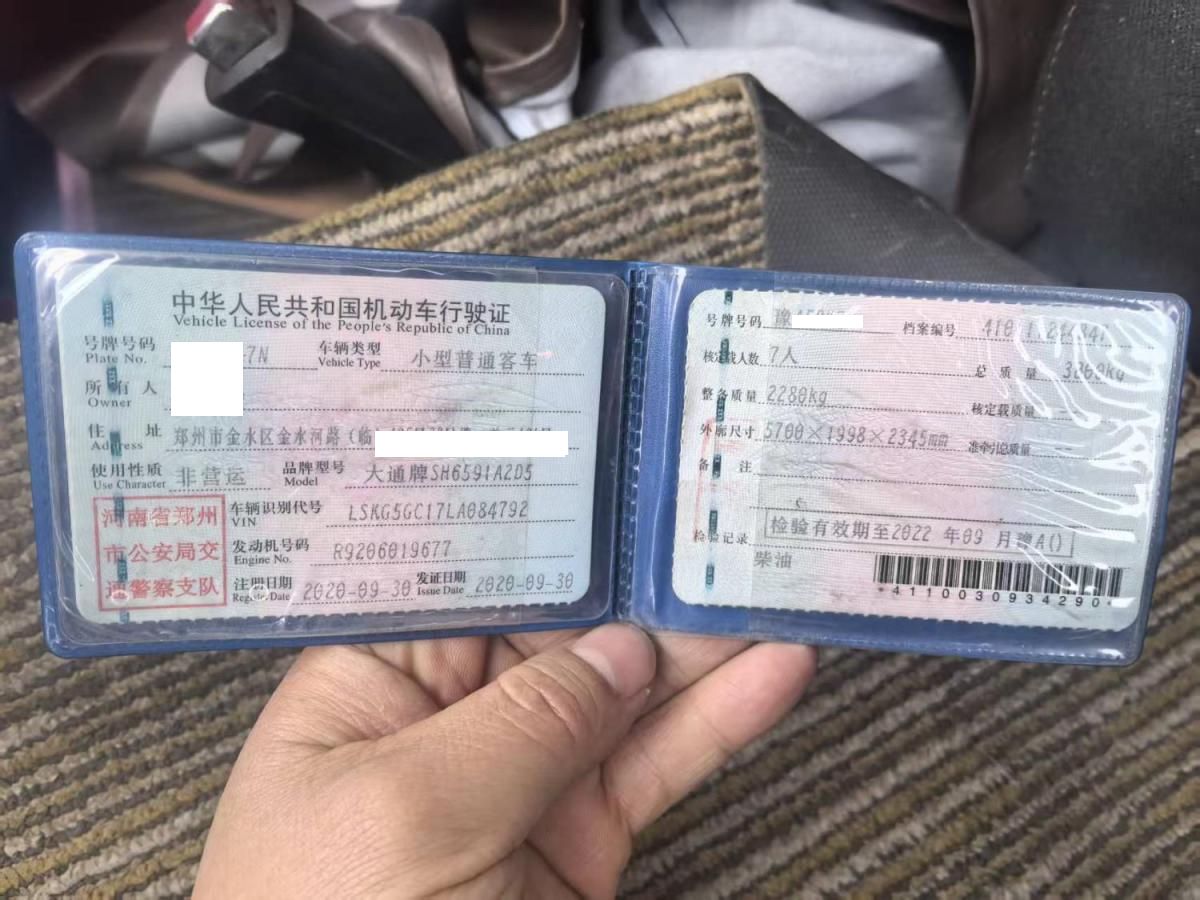 中华人民共和国机动车行驶证
Vehicle License of the People's Republic of China
号牌号码 7N 车辆类型 小型普通客车
Plate No. Vehicle Type
所有人
Owner
住址 郑州市金水区金水河路(临
Address
使用性质 非营运 品牌型号 大通牌SH6591A2D5
Use Character Model
河南省郑州
市公安局交
通警察支队
车辆识别代号 LSKG5GC17LA084792
VIN
发动机号码 R9206019677
Engine No.
注册日期 2020-09-30 发证日期 2020-09-30
Register Date Issue Date
号牌号码 豫 档案编号
核定载人数 7人 总质量
整备质量 2280kg 核定载质量 --
外廓尺寸 5700×1998×2345mm 准牵引总质量 --
备注
检验记录 检验有效期至2022 年09 月豫A()
柴油
*4110030934290*